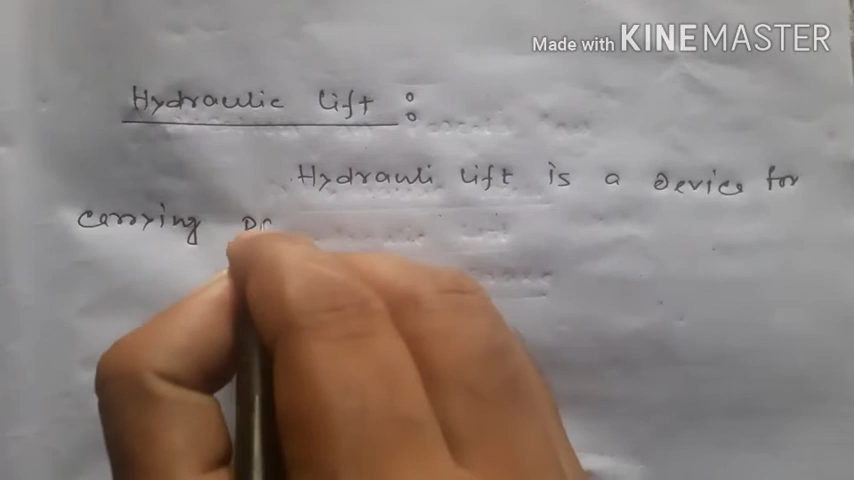 Made with KINEMASTER
Hydraulic lift :
Hydrauli lift is a Device for
carrying